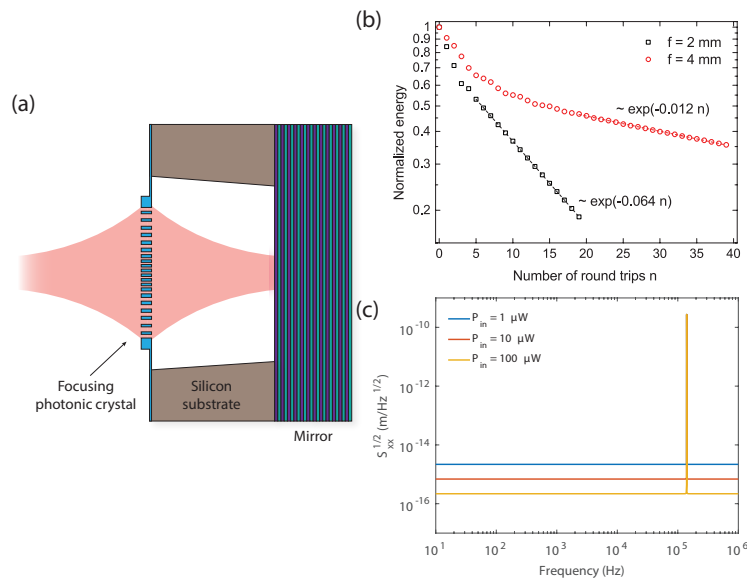 (a)
Focusing
photonic crystal
Silicon
substrate
Mirror
(b)
Normalized energy
1
0.9
0.8
0.7
0.6
0.5
0.4
0.3
0.2
f = 2 mm
f = 4 mm
~ exp(-0.012 n)
~ exp(-0.064 n)
0 5 10 15 20 25 30 35 40
Number of round trips n
(c)
S_xx^1/2 (m/Hz^1/2)
10^-10
10^-12
10^-14
10^-16
P_in = 1 µW
P_in = 10 µW
P_in = 100 µW
10^1 10^2 10^3 10^4 10^5 10^6
Frequency (Hz)